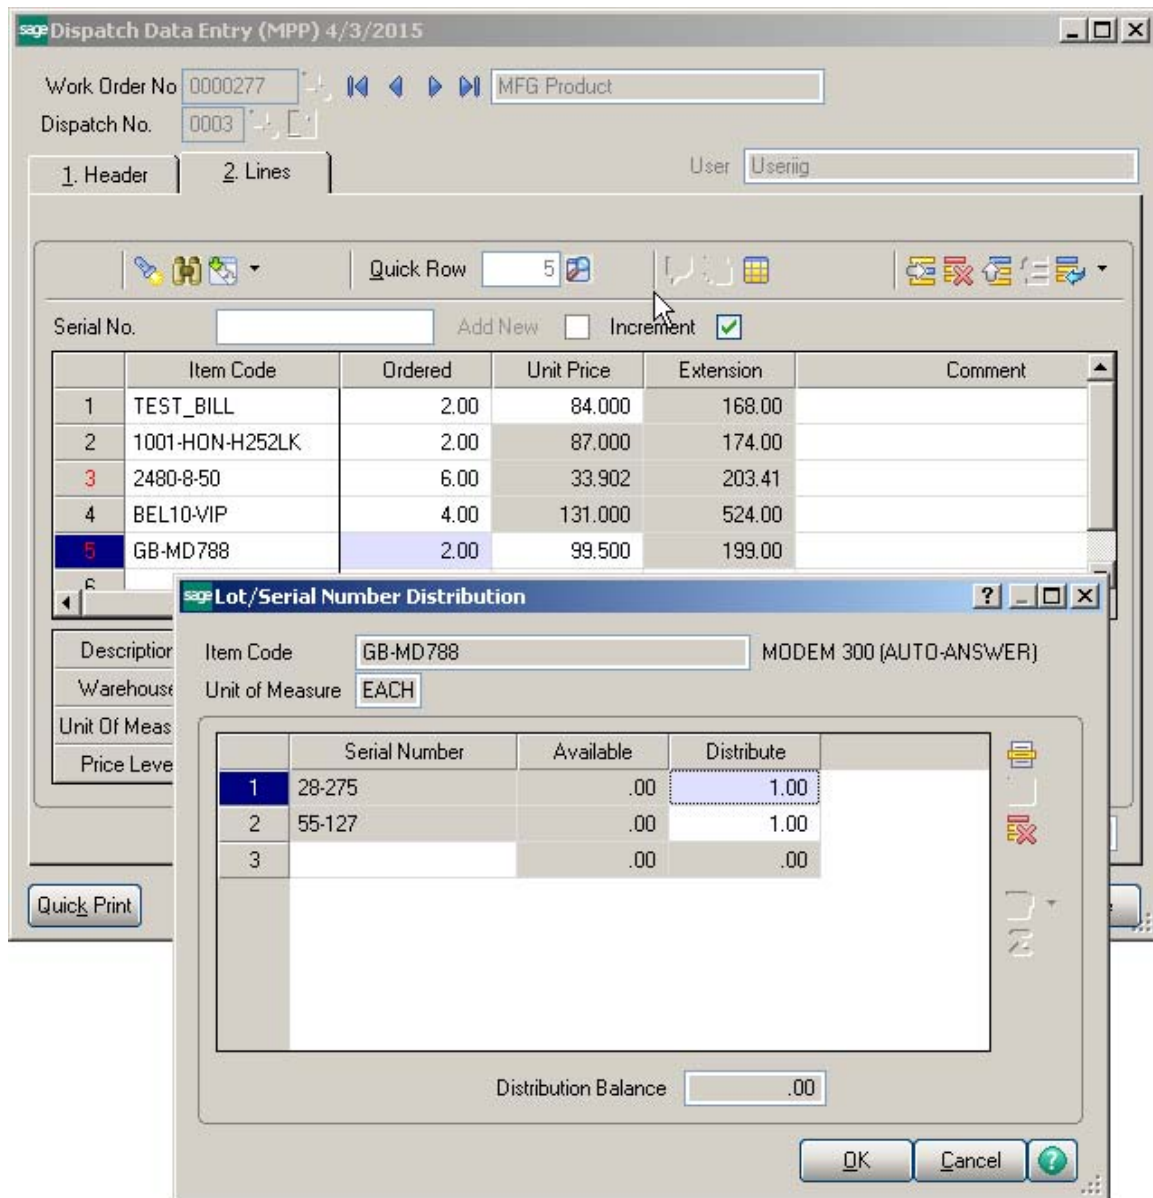 sage Dispatch Data Entry (MPP) 4/3/2015
Work Order No 0000277 MFG Product
Dispatch No. 0003
1. Header 2. Lines User Useriig
Quick Row 5
Serial No. Add New Increment
Item Code Ordered Unit Price Extension Comment
1 TEST_BILL 2.00 84.000 168.00
2 1001-HON-H252LK 2.00 87.000 174.00
3 2480-8-50 6.00 33.902 203.41
4 BEL10-VIP 4.00 131.000 524.00
5 GB-MD788 2.00 99.500 199.00
6
sage Lot/Serial Number Distribution
Description
Item Code GB-MD788 MODEM 300 (AUTO-ANSWER)
Warehouse
Unit of Measure EACH
Unit Of Meas
Price Leve
Serial Number Available Distribute
1 28-275 .00 1.00
2 55-127 .00 1.00
3 .00 .00
Quick Print
Distribution Balance .00
OK Cancel